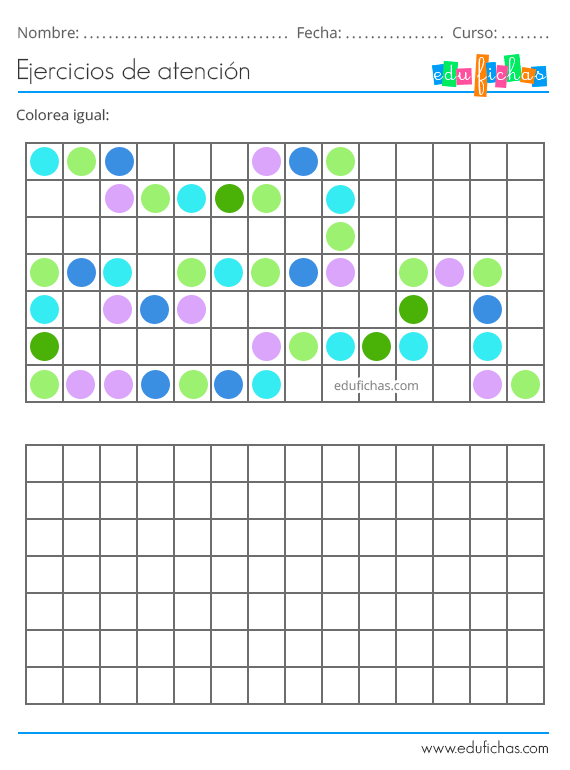 Nombre: ................................ Fecha: ................ Curso: ........
Ejercicios de atención
edufichas
Colorea igual:
edufichas.com
www.edufichas.com